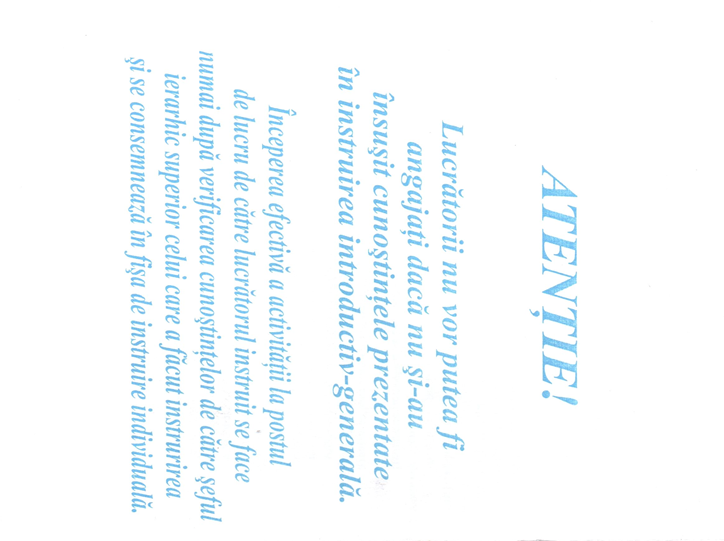 ATENȚIE!
Lucrătorii nu vor putea fi
angajați dacă nu și-au
însușit cunoștințele prezentate
în instruirea introductiv-generală.
Începerea efectivă a activității la postul
de lucru de către lucrătorul instruit se face
numai după verificarea cunoștințelor de către șeful
ierarhic superior celui care a făcut instrurirea
și se consemnează în fișa de instruire individuală.